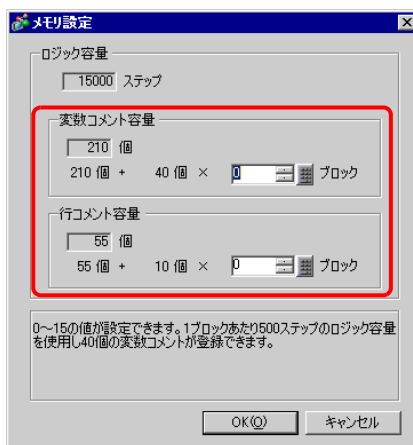 メモリ設定
ロジック容量
15000 ステップ
変数コメント容量
210 個
210 個 + 40 個 × 0 ブロック
行コメント容量
55 個
55 個 + 10 個 × 0 ブロック
0~15の値が設定できます。1ブロックあたり500ステップのロジック容量
を使用し40個の変数コメントが登録できます。
OK(O) キャンセル